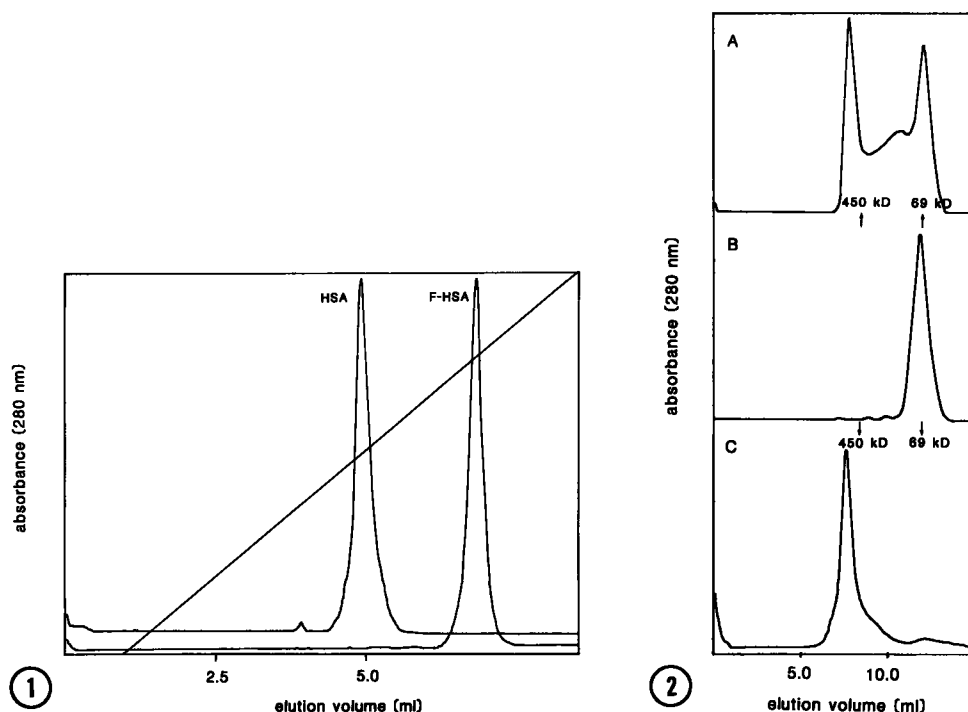 absorbance (280 nm)
HSA
F-HSA
2.5
5.0
elution volume (ml)
1
absorbance (280 nm)
A
450 kD
69 kD
B
450 kD
69 kD
C
5.0
10.0
elution volume (ml)
2